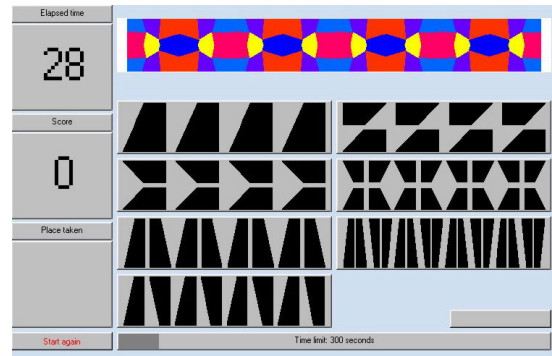 Elapsed time
28
Score
0
Place taken
Start again
Time limit: 300 seconds